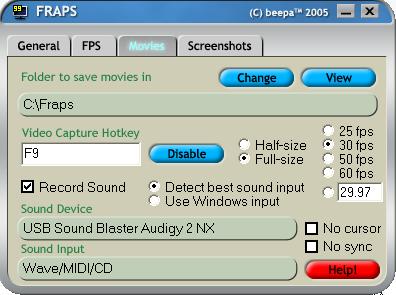 99
FRAPS
(C) beepa™ 2005
General FPS Movies Screenshots
Folder to save movies in
Change View
C:\Fraps
Video Capture Hotkey
F9
Disable
Half-size
Full-size
25 fps
30 fps
50 fps
60 fps
29.97
Record Sound
Detect best sound input
Use Windows input
Sound Device
USB Sound Blaster Audigy 2 NX
No cursor
No sync
Sound Input
Wave/MIDI/CD
Help!